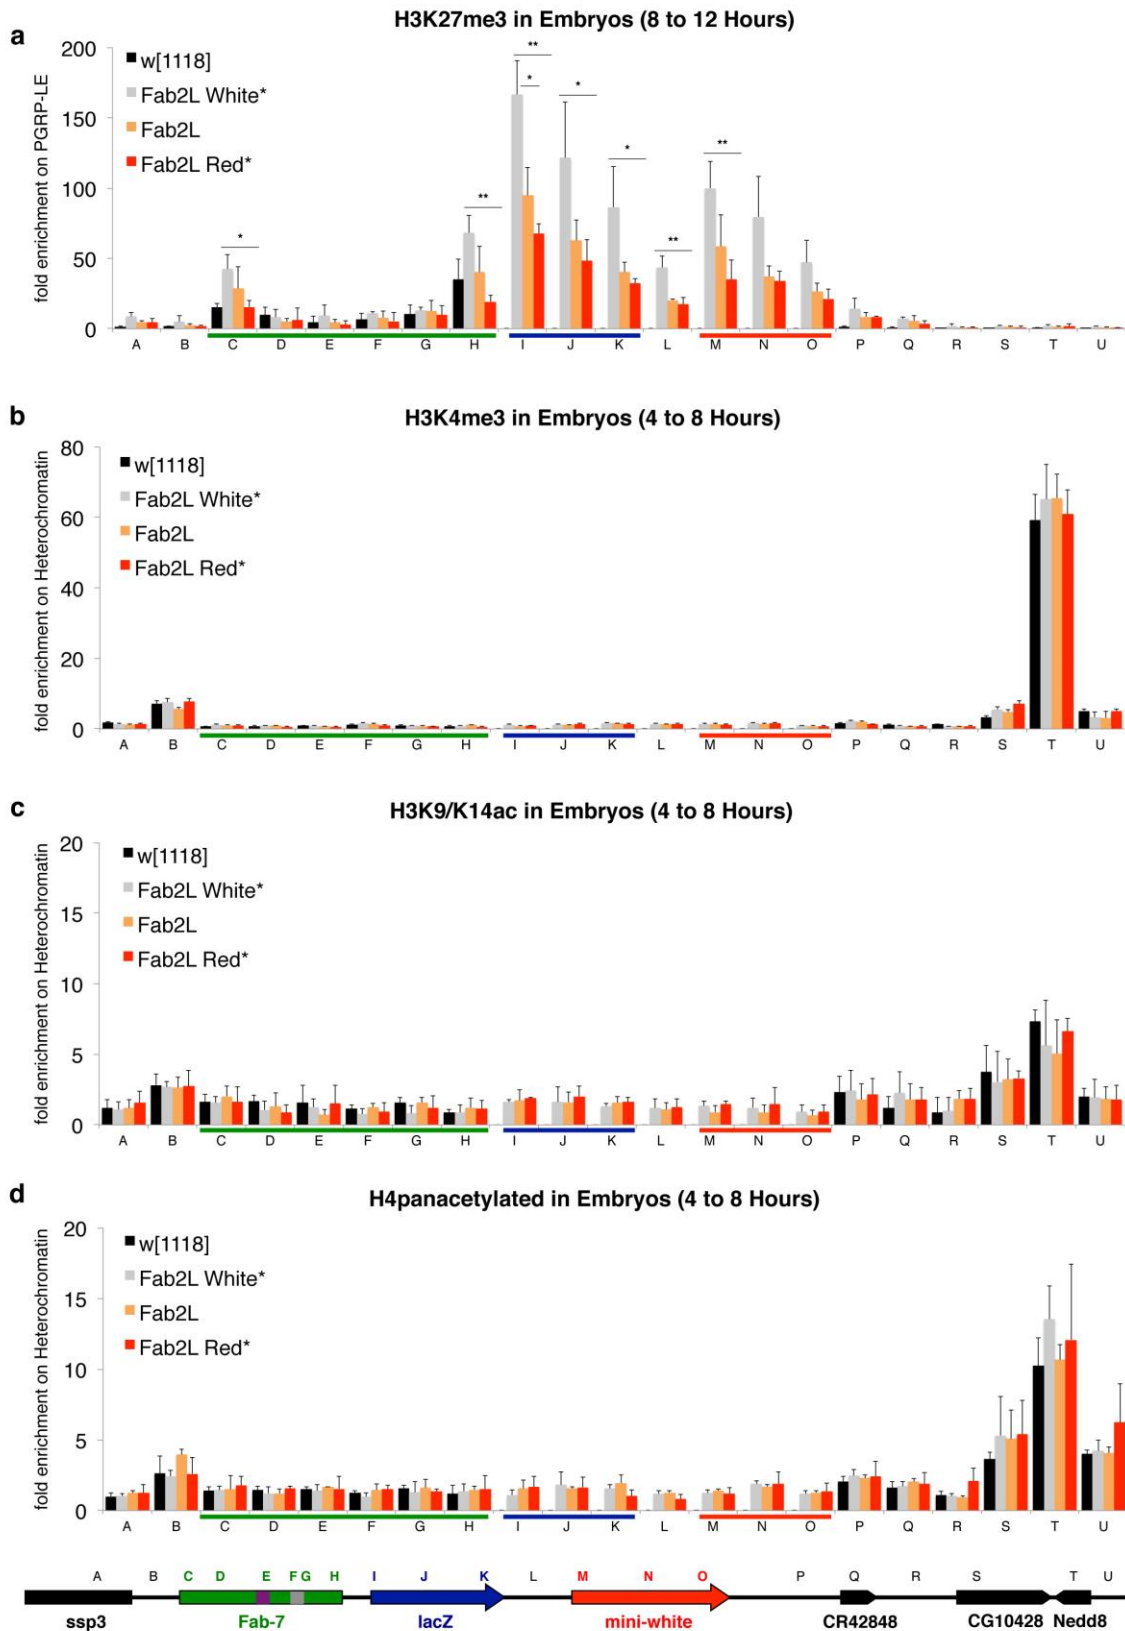 a
H3K27me3 in Embryos (8 to 12 Hours)
fold enrichment on PGRP-LE
200
150
100
50
0
w[1118]
Fab2L White*
Fab2L
Fab2L Red*
* ** ** * * * ** **
A B C D E F G H I J K L M N O P Q R S T U
b
H3K4me3 in Embryos (4 to 8 Hours)
fold enrichment on Heterochromatin
80
60
40
20
0
w[1118]
Fab2L White*
Fab2L
Fab2L Red*
A B C D E F G H I J K L M N O P Q R S T U
c
H3K9/K14ac in Embryos (4 to 8 Hours)
fold enrichment on Heterochromatin
20
15
10
5
0
w[1118]
Fab2L White*
Fab2L
Fab2L Red*
A B C D E F G H I J K L M N O P Q R S T U
d
H4panacetylated in Embryos (4 to 8 Hours)
fold enrichment on Heterochromatin
20
15
10
5
0
w[1118]
Fab2L White*
Fab2L
Fab2L Red*
A B C D E F G H I J K L M N O P Q R S T U
A B C D E F G H I J K L M N O P Q R S T U
ssp3 Fab-7 lacZ mini-white CR42848 CG10428 Nedd8